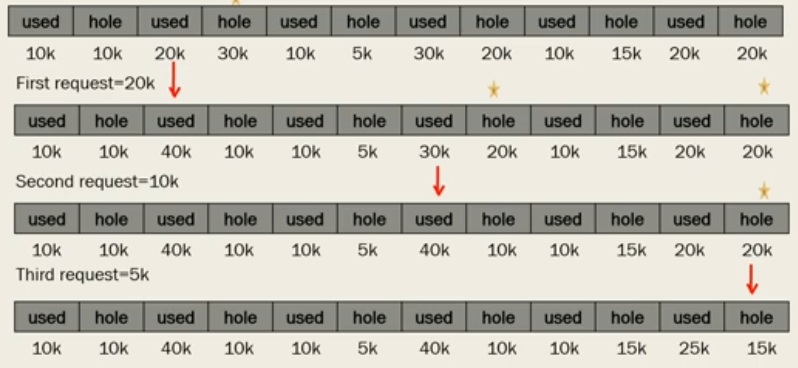 used hole used hole used hole used hole used hole used hole
10k 10k 20k 30k 10k 5k 30k 20k 10k 15k 20k 20k
First request=20k
used hole used hole used hole used hole used hole used hole
10k 10k 40k 10k 10k 5k 30k 20k 10k 15k 20k 20k
Second request=10k
used hole used hole used hole used hole used hole used hole
10k 10k 40k 10k 10k 5k 40k 10k 10k 15k 20k 20k
Third request=5k
used hole used hole used hole used hole used hole used hole
10k 10k 40k 10k 10k 5k 40k 10k 10k 15k 25k 15k